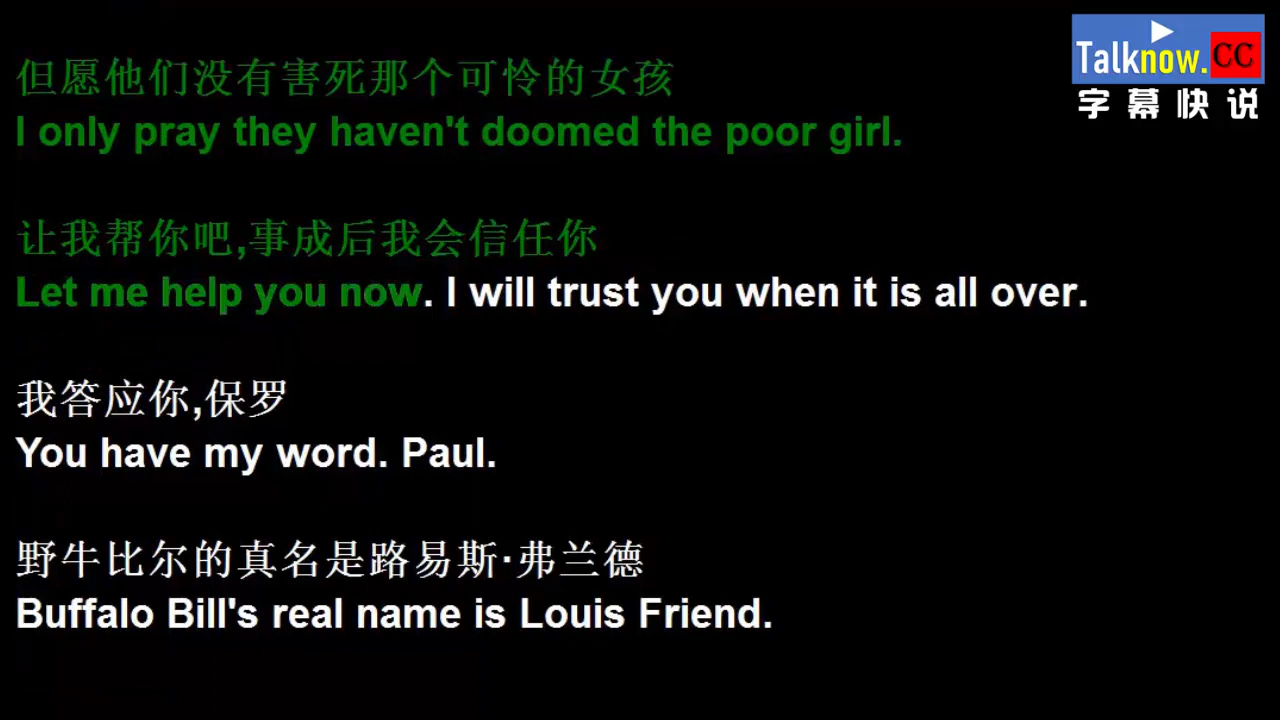 Talknow.CC
字幕快说
但愿他们没有害死那个可怜的女孩
I only pray they haven't doomed the poor girl.
让我帮你吧,事成后我会信任你
Let me help you now. I will trust you when it is all over.
我答应你,保罗
You have my word. Paul.
野牛比尔的真名是路易斯·弗兰德
Buffalo Bill's real name is Louis Friend.